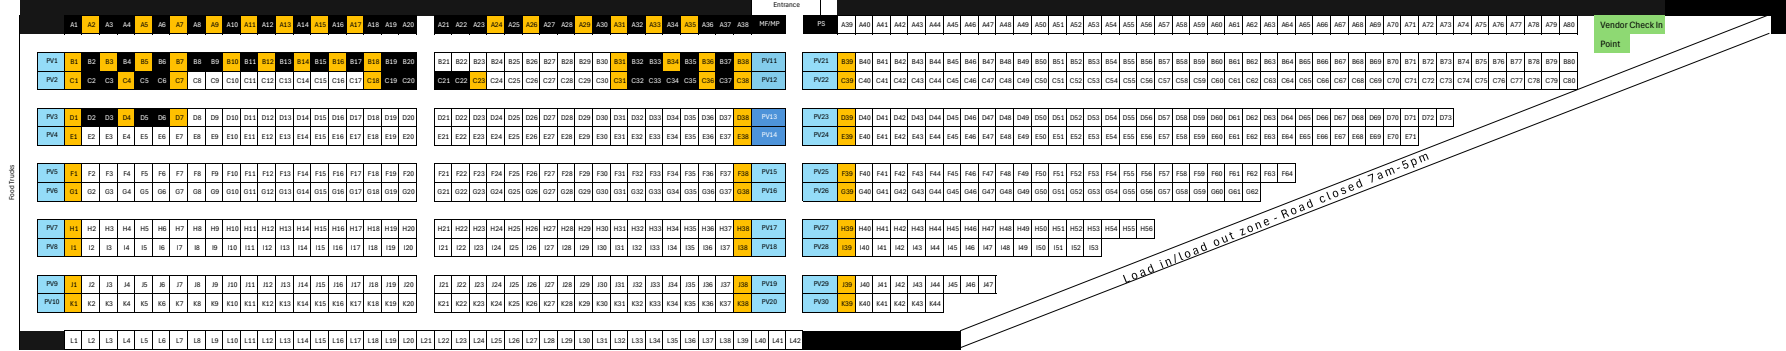 Entrance
A1 A2 A3 A4 A5 A6 A7 A8 A9 A10 A11 A12 A13 A14 A15 A16 A17 A18 A19 A20 A21 A22 A23 A24 A25 A26 A27 A28 A29 A30 A31 A32 A33 A34 A35 A36 A37 A38 MF/MP PS A39 A40 A41 A42 A43 A44 A45 A46 A47 A48 A49 A50 A51 A52 A53 A54 A55 A56 A57 A58 A59 A60 A61 A62 A63 A64 A65 A66 A67 A68 A69 A70 A71 A72 A73 A74 A75 A76 A77 A78 A79 A80
Vendor Check In
Point
PV1 B1 B2 B3 B4 B5 B6 B7 B8 B9 B10 B11 B12 B13 B14 B15 B16 B17 B18 B19 B20 B21 B22 B23 B24 B25 B26 B27 B28 B29 B30 B31 B32 B33 B34 B35 B36 B37 B38 PV11 PV21 B39 B40 B41 B42 B43 B44 B45 B46 B47 B48 B49 B50 B51 B52 B53 B54 B55 B56 B57 B58 B59 B60 B61 B62 B63 B64 B65 B66 B67 B68 B69 B70 B71 B72 B73 B74 B75 B76 B77 B78 B79 B80
PV2 C1 C2 C3 C4 C5 C6 C7 C8 C9 C10 C11 C12 C13 C14 C15 C16 C17 C18 C19 C20 C21 C22 C23 C24 C25 C26 C27 C28 C29 C30 C31 C32 C33 C34 C35 C36 C37 C38 PV12 PV22 C39 C40 C41 C42 C43 C44 C45 C46 C47 C48 C49 C50 C51 C52 C53 C54 C55 C56 C57 C58 C59 C60 C61 C62 C63 C64 C65 C66 C67 C68 C69 C70 C71 C72 C73 C74 C75 C76 C77 C78 C79 C80
PV3 D1 D2 D3 D4 D5 D6 D7 D8 D9 D10 D11 D12 D13 D14 D15 D16 D17 D18 D19 D20 D21 D22 D23 D24 D25 D26 D27 D28 D29 D30 D31 D32 D33 D34 D35 D36 D37 D38 PV13 PV23 D39 D40 D41 D42 D43 D44 D45 D46 D47 D48 D49 D50 D51 D52 D53 D54 D55 D56 D57 D58 D59 D60 D61 D62 D63 D64 D65 D66 D67 D68 D69 D70 D71 D72 D73
PV4 E1 E2 E3 E4 E5 E6 E7 E8 E9 E10 E11 E12 E13 E14 E15 E16 E17 E18 E19 E20 E21 E22 E23 E24 E25 E26 E27 E28 E29 E30 E31 E32 E33 E34 E35 E36 E37 E38 PV14 PV24 E39 E40 E41 E42 E43 E44 E45 E46 E47 E48 E49 E50 E51 E52 E53 E54 E55 E56 E57 E58 E59 E60 E61 E62 E63 E64 E65 E66 E67 E68 E69 E70 E71
Food Trucks
PV5 F1 F2 F3 F4 F5 F6 F7 F8 F9 F10 F11 F12 F13 F14 F15 F16 F17 F18 F19 F20 F21 F22 F23 F24 F25 F26 F27 F28 F29 F30 F31 F32 F33 F34 F35 F36 F37 F38 PV15 PV25 F39 F40 F41 F42 F43 F44 F45 F46 F47 F48 F49 F50 F51 F52 F53 F54 F55 F56 F57 F58 F59 F60 F61 F62 F63 F64
PV6 G1 G2 G3 G4 G5 G6 G7 G8 G9 G10 G11 G12 G13 G14 G15 G16 G17 G18 G19 G20 G21 G22 G23 G24 G25 G26 G27 G28 G29 G30 G31 G32 G33 G34 G35 G36 G37 G38 PV16 PV26 G39 G40 G41 G42 G43 G44 G45 G46 G47 G48 G49 G50 G51 G52 G53 G54 G55 G56 G57 G58 G59 G60 G61 G62
PV7 H1 H2 H3 H4 H5 H6 H7 H8 H9 H10 H11 H12 H13 H14 H15 H16 H17 H18 H19 H20 H21 H22 H23 H24 H25 H26 H27 H28 H29 H30 H31 H32 H33 H34 H35 H36 H37 H38 PV17 PV27 H39 H40 H41 H42 H43 H44 H45 H46 H47 H48 H49 H50 H51 H52 H53 H54 H55 H56
PV8 I1 I2 I3 I4 I5 I6 I7 I8 I9 I10 I11 I12 I13 I14 I15 I16 I17 I18 I19 I20 I21 I22 I23 I24 I25 I26 I27 I28 I29 I30 I31 I32 I33 I34 I35 I36 I37 I38 PV18 PV28 I39 I40 I41 I42 I43 I44 I45 I46 I47 I48 I49 I50 I51 I52 I53
Load in/load out zone - Road closed 7am-5pm
PV9 J1 J2 J3 J4 J5 J6 J7 J8 J9 J10 J11 J12 J13 J14 J15 J16 J17 J18 J19 J20 J21 J22 J23 J24 J25 J26 J27 J28 J29 J30 J31 J32 J33 J34 J35 J36 J37 J38 PV19 PV29 J39 J40 J41 J42 J43 J44 J45 J46 J47
PV10 K1 K2 K3 K4 K5 K6 K7 K8 K9 K10 K11 K12 K13 K14 K15 K16 K17 K18 K19 K20 K21 K22 K23 K24 K25 K26 K27 K28 K29 K30 K31 K32 K33 K34 K35 K36 K37 K38 PV20 PV30 K39 K40 K41 K42 K43 K44
L1 L2 L3 L4 L5 L6 L7 L8 L9 L10 L11 L12 L13 L14 L15 L16 L17 L18 L19 L20 L21 L22 L23 L24 L25 L26 L27 L28 L29 L30 L31 L32 L33 L34 L35 L36 L37 L38 L39 L40 L41 L42